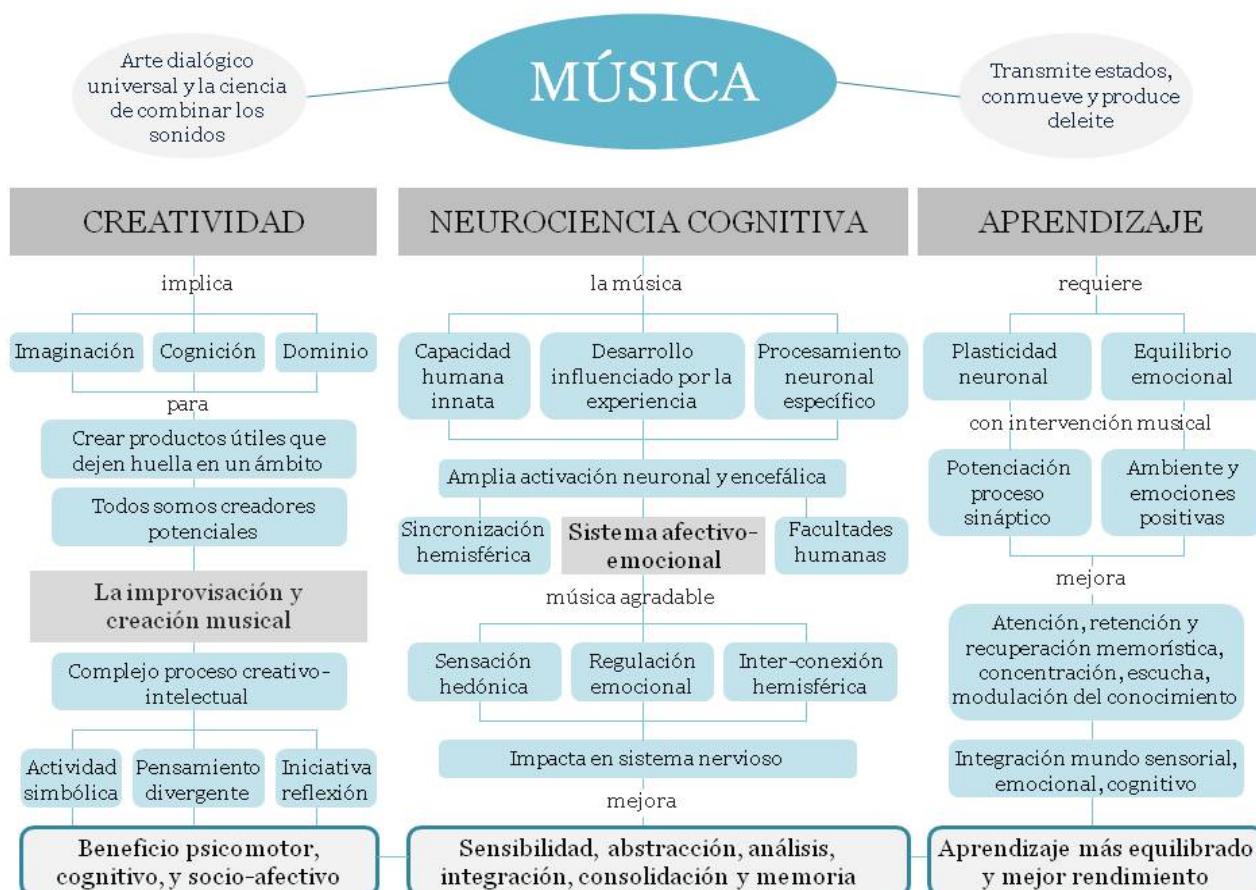 Arte dialógico
universal y la ciencia
de combinar los
sonidos
MÚSICA
Transmite estados,
conmueve y produce
deleite
CREATIVIDAD
implica
Imaginación
Cognición
Dominio
para
Crear productos útiles que
dejen huella en un ámbito
Todos somos creadores
potenciales
La improvisación y
creación musical
Complejo proceso creativo-
intelectual
Actividad
simbólica
Pensamiento
divergente
Iniciativa
reflexión
Beneficio psicomotor,
cognitivo, y socio-afectivo
NEUROCIENCIA COGNITIVA
la música
Capacidad
humana
innata
Desarrollo
influenciado por la
experiencia
Procesamiento
neuronal
específico
Amplia activación neuronal y encefálica
Sincronización
hemisférica
Sistema afectivo-
emocional
Facultades
humanas
música agradable
Sensación
hedónica
Regulación
emocional
Inter-conexión
hemisférica
Impacta en sistema nervioso
mejora
Sensibilidad, abstracción, análisis,
integración, consolidación y memoria
APRENDIZAJE
requiere
Plasticidad
neuronal
Equilibrio
emocional
con intervención musical
Potenciación
proceso
sináptico
Ambiente y
emociones
positivas
mejora
Atención, retención y
recuperación memorística,
concentración, escucha,
modulación del conocimiento
Integración mundo sensorial,
emocional, cognitivo
Aprendizaje más equilibrado
y mejor rendimiento